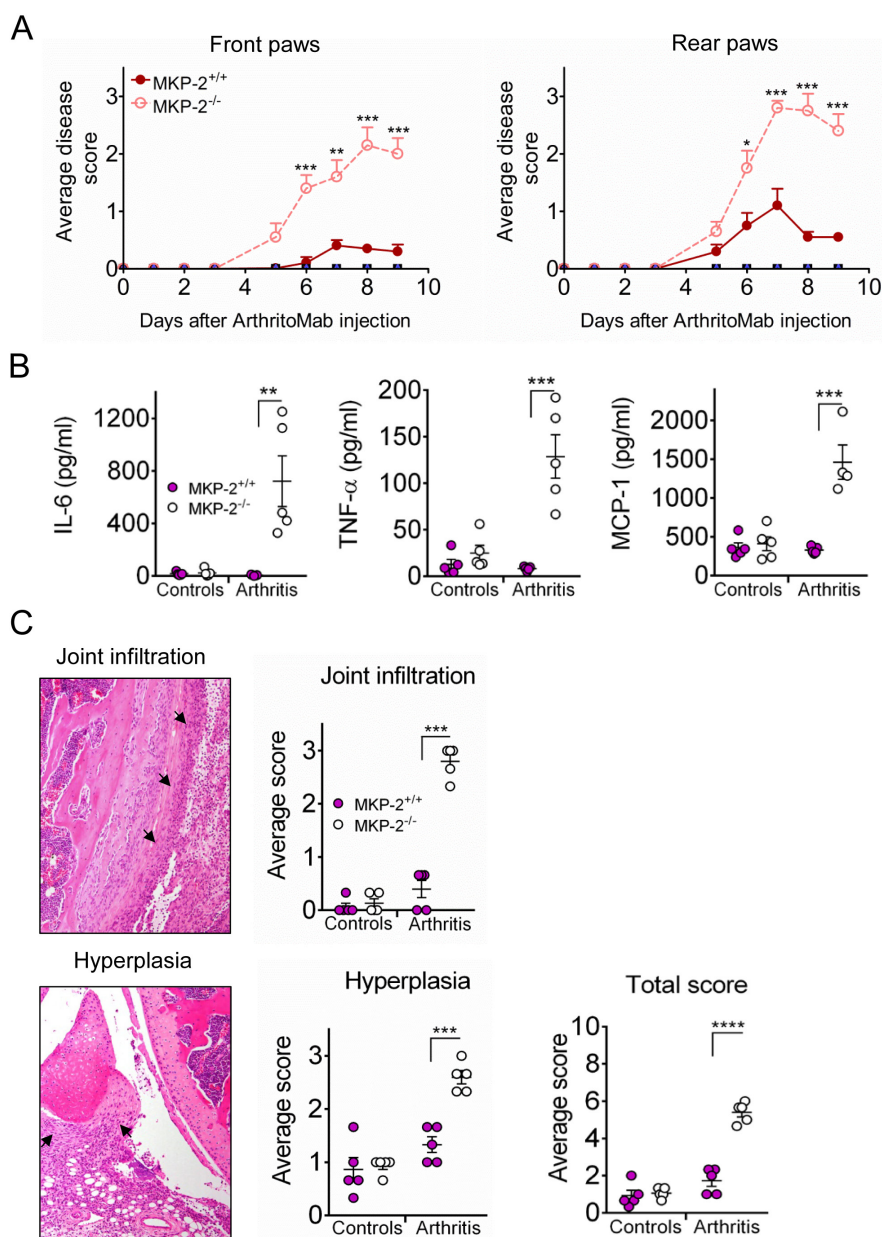 A
Front paws
Rear paws
MKP-2+/+
MKP-2-/-
Average disease
score
3
2
1
0
*** ** *** ***
0 2 4 6 8 10
Days after ArthritoMab injection
Average disease
score
3
2
1
0
* *** *** ***
0 2 4 6 8 10
Days after ArthritoMab injection
B
IL-6 (pg/ml)
1200
800
400
0
**
MKP-2+/+
MKP-2-/-
Controls Arthritis
TNF-α (pg/ml)
200
150
100
50
0
***
Controls Arthritis
MCP-1 (pg/ml)
2000
1500
1000
500
0
***
Controls Arthritis
C
Joint infiltration
Joint infiltration
Average score
3
2
1
0
***
MKP-2+/+
MKP-2-/-
Controls Arthritis
Hyperplasia
Hyperplasia
Average score
3
2
1
0
***
Controls Arthritis
Total score
Average score
10
8
6
4
2
0
****
Controls Arthritis